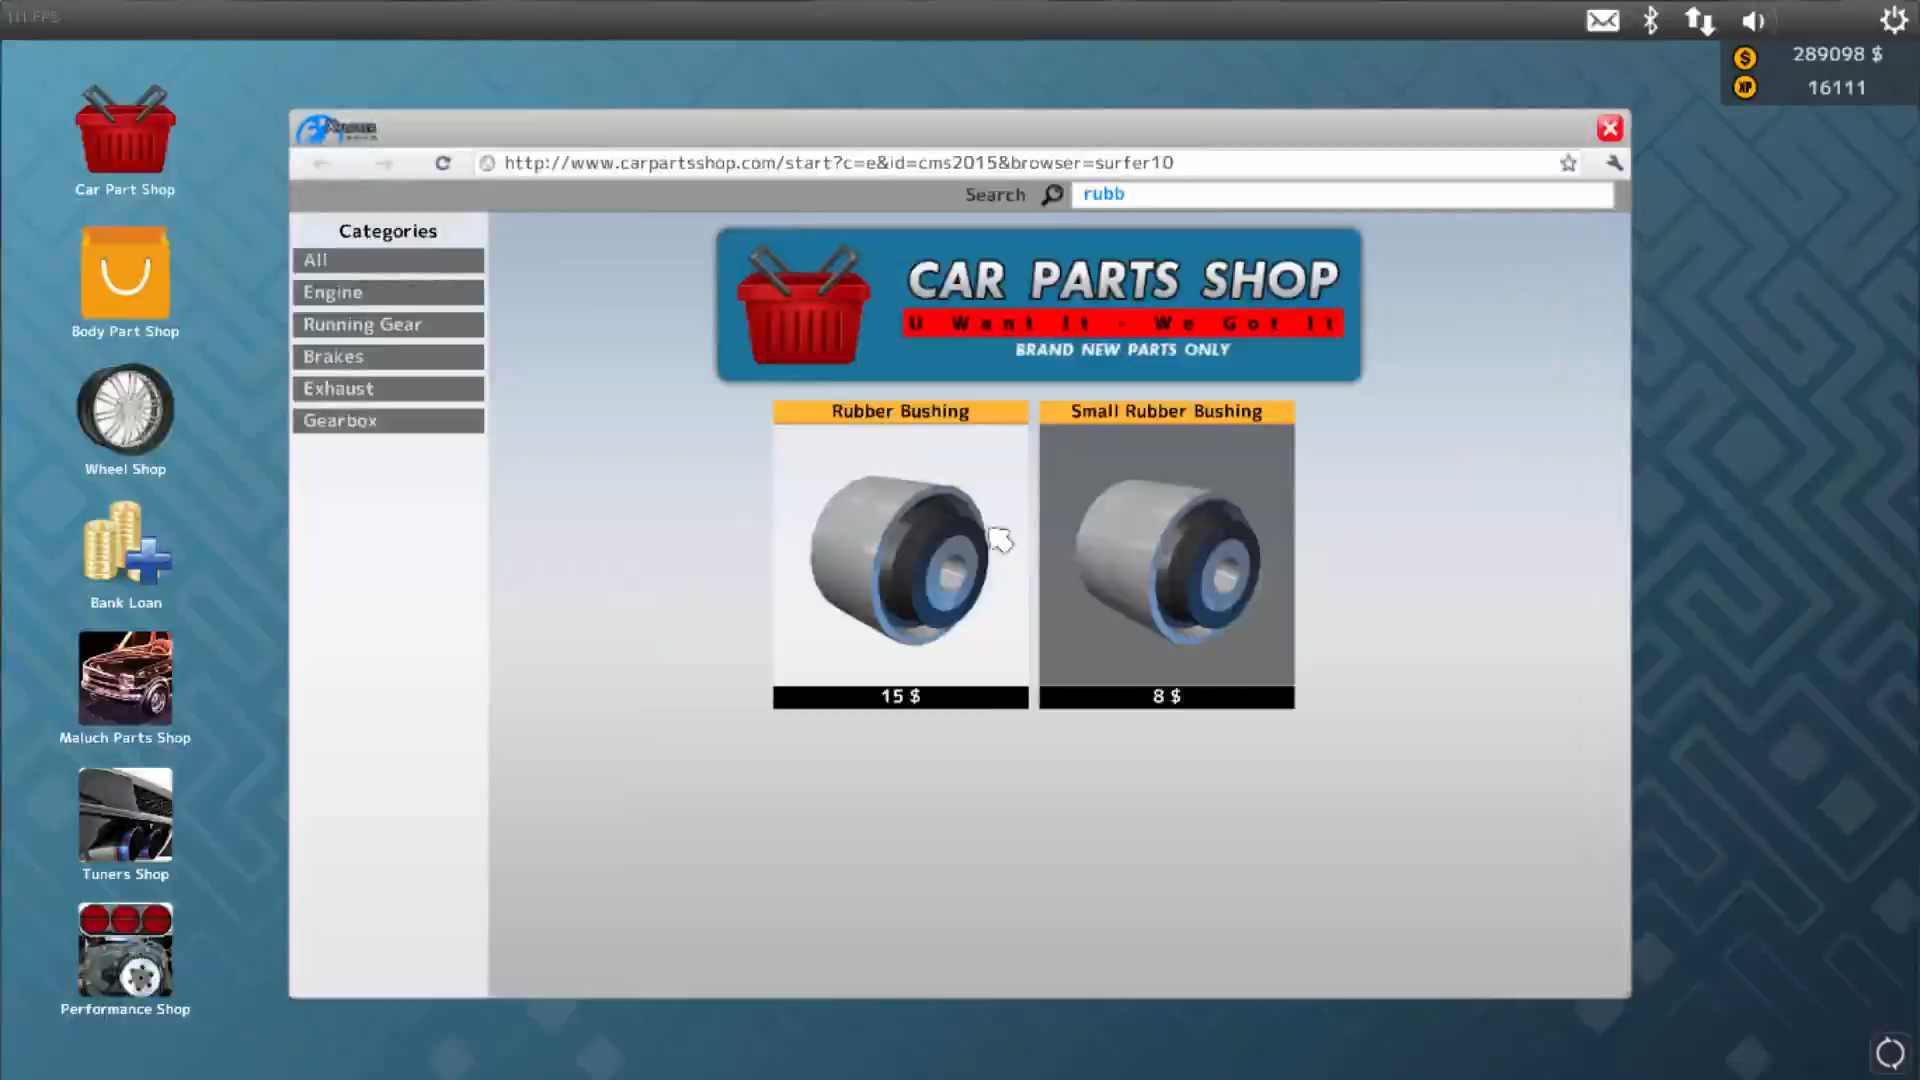 111 FPS
289098 $
XP
16111
Car Part Shop
Body Part Shop
Wheel Shop
Bank Loan
Maluch Parts Shop
Tuners Shop
Performance Shop
http://www.carpartsshop.com/start?c=e&id=cms2015&browser=surfer10
Search
rubb
Categories
All
Engine
Running Gear
Brakes
Exhaust
Gearbox
CAR PARTS SHOP
U Want It - We Got It
BRAND NEW PARTS ONLY
Rubber Bushing
15 $
Small Rubber Bushing
8 $